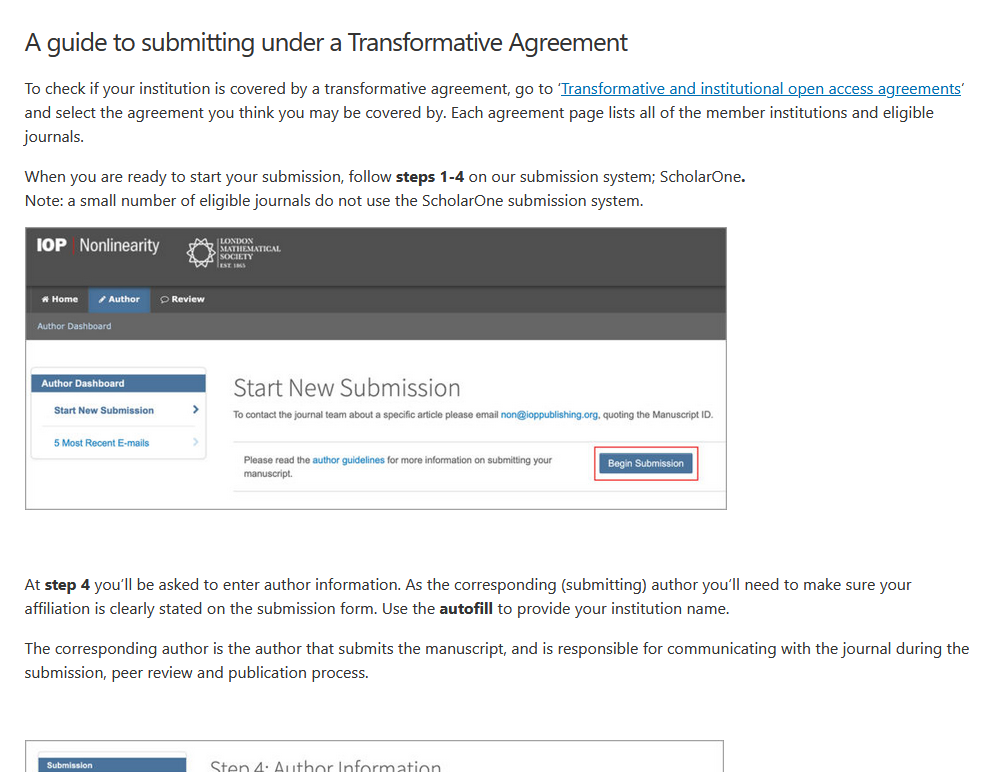 A guide to submitting under a Transformative Agreement
To check if your institution is covered by a transformative agreement, go to ‘Transformative and institutional open access agreements’
and select the agreement you think you may be covered by. Each agreement page lists all of the member institutions and eligible
journals.
When you are ready to start your submission, follow steps 1-4 on our submission system; ScholarOne.
Note: a small number of eligible journals do not use the ScholarOne submission system.
IOP Nonlinearity
LONDON
MATHEMATICAL
SOCIETY
EST. 1865
Home Author Review
Author Dashboard
Author Dashboard
Start New Submission
5 Most Recent E-mails
Start New Submission
To contact the journal team about a specific article please email non@ioppublishing.org, quoting the Manuscript ID.
Please read the author guidelines for more information on submitting your
manuscript.
Begin Submission
At step 4 you’ll be asked to enter author information. As the corresponding (submitting) author you’ll need to make sure your
affiliation is clearly stated on the submission form. Use the autofill to provide your institution name.
The corresponding author is the author that submits the manuscript, and is responsible for communicating with the journal during the
submission, peer review and publication process.
Submission
Step 4: Author Information